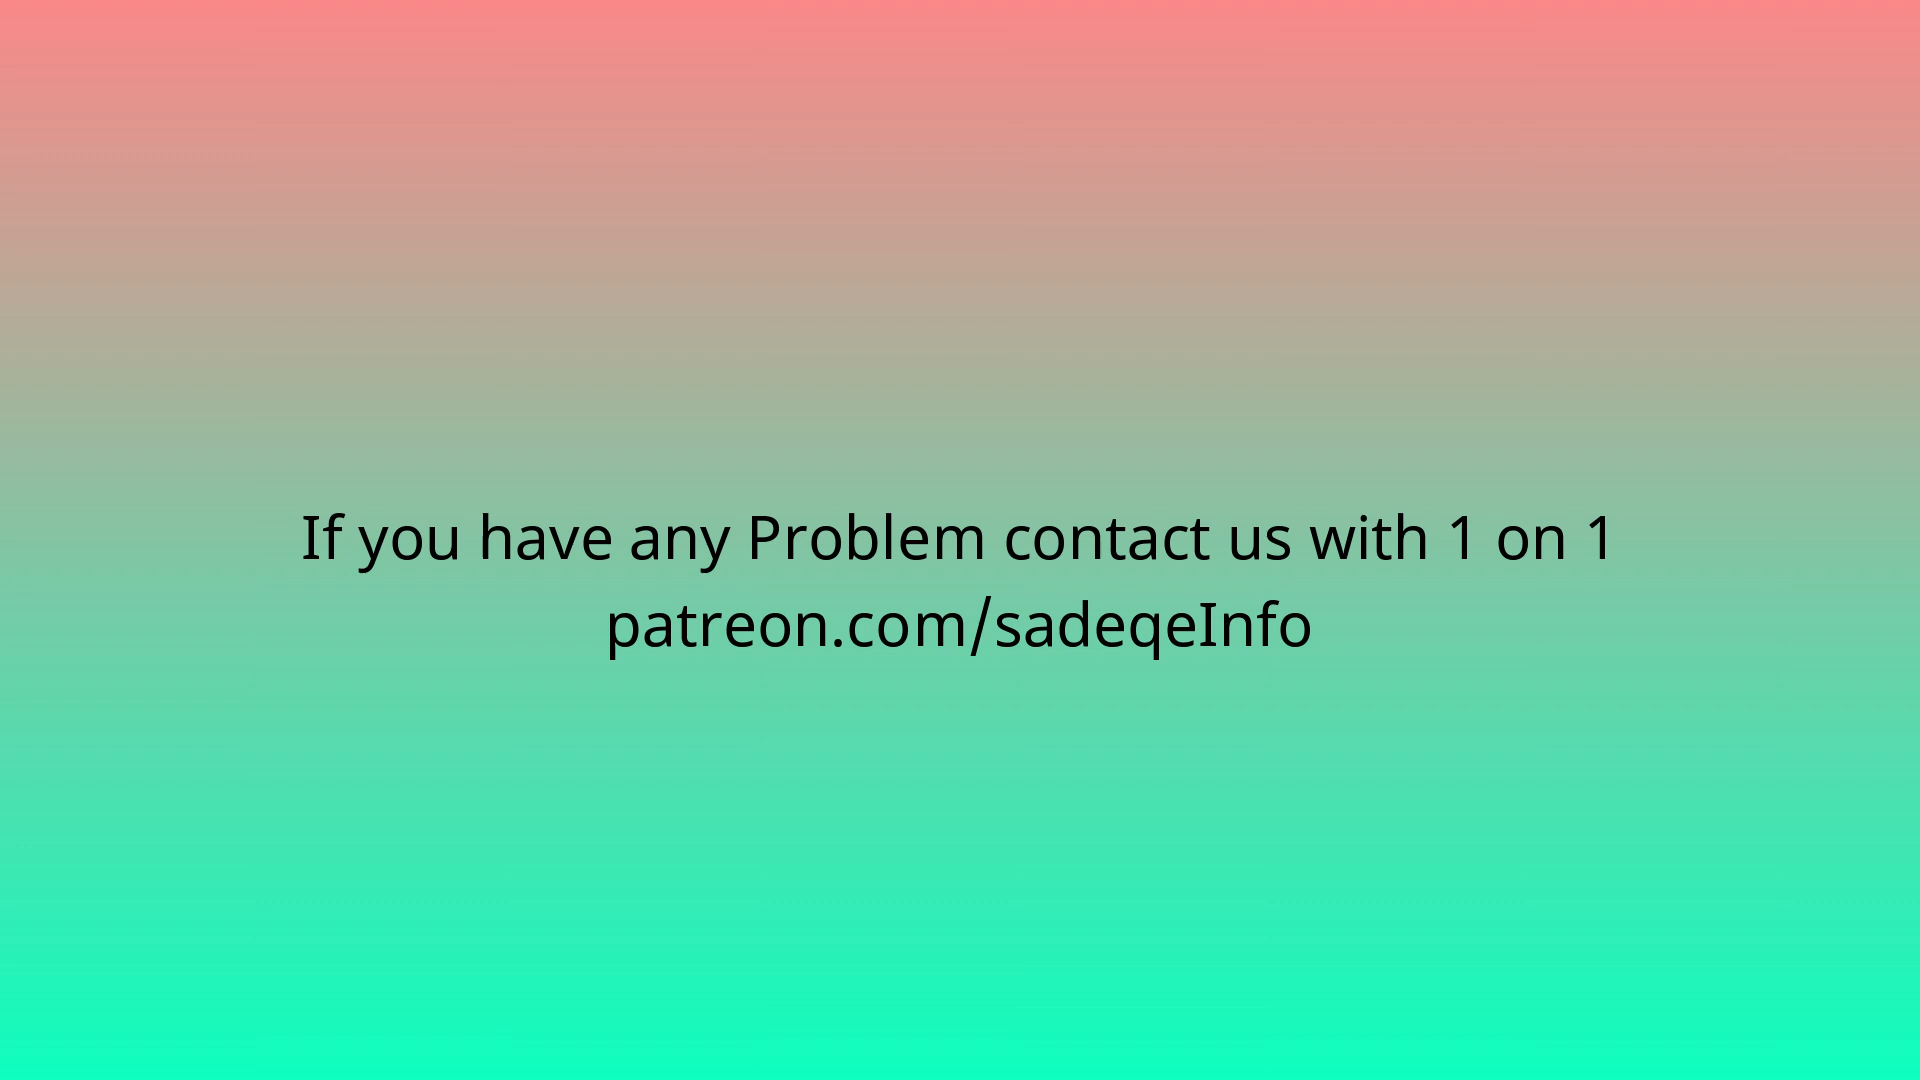 If you have any Problem contact us with 1 on 1
patreon.com/sadeqeInfo